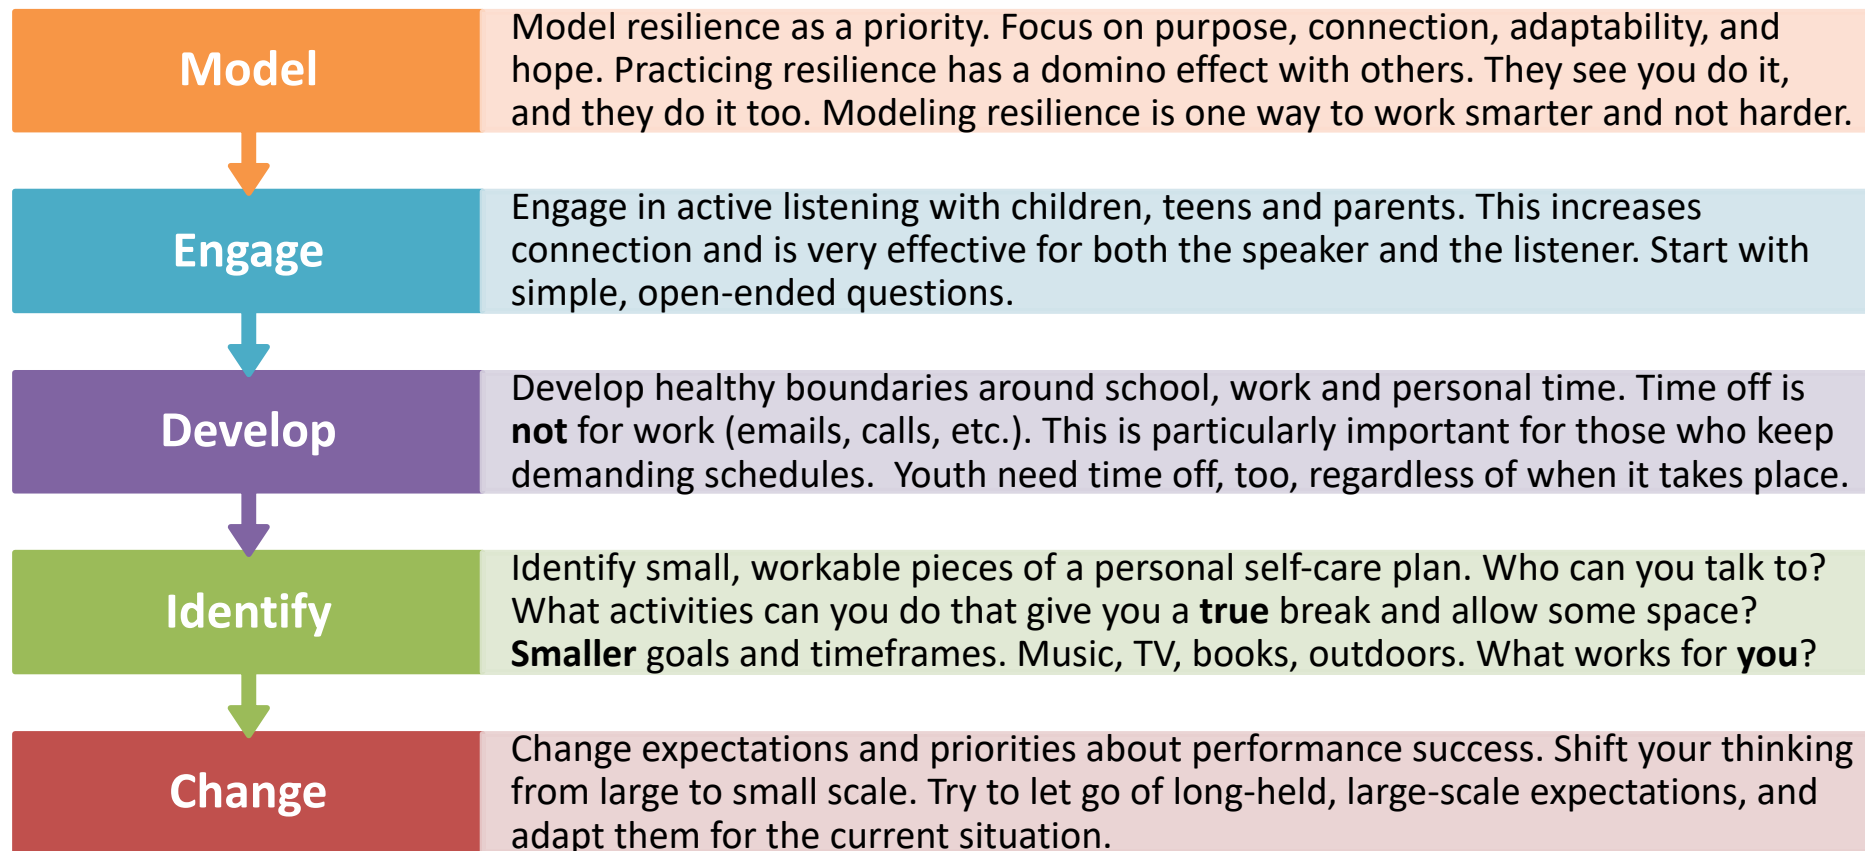 Model
Model resilience as a priority. Focus on purpose, connection, adaptability, and
hope. Practicing resilience has a domino effect with others. They see you do it,
and they do it too. Modeling resilience is one way to work smarter and not harder.
Engage
Engage in active listening with children, teens and parents. This increases
connection and is very effective for both the speaker and the listener. Start with
simple, open-ended questions.
Develop
Develop healthy boundaries around school, work and personal time. Time off is
not for work (emails, calls, etc.). This is particularly important for those who keep
demanding schedules.  Youth need time off, too, regardless of when it takes place.
Identify
Identify small, workable pieces of a personal self-care plan. Who can you talk to?
What activities can you do that give you a true break and allow some space?
Smaller goals and timeframes. Music, TV, books, outdoors. What works for you?
Change
Change expectations and priorities about performance success. Shift your thinking
from large to small scale. Try to let go of long-held, large-scale expectations, and
adapt them for the current situation.